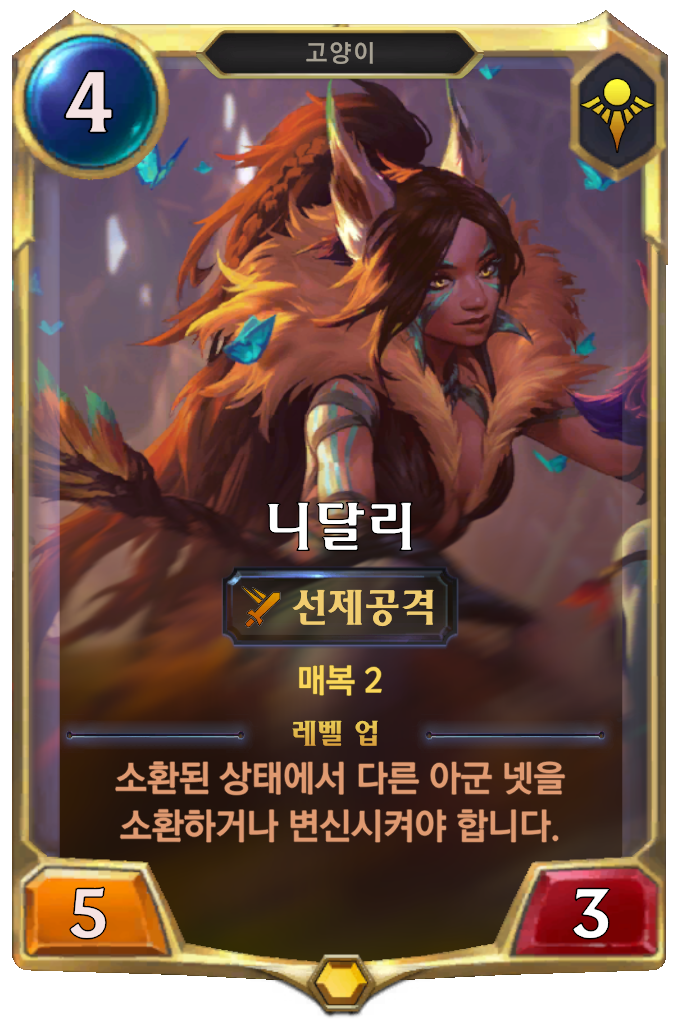 고양이
4
니달리
선제공격
매복 2
레벨 업
소환된 상태에서 다른 아군 넷을
소환하거나 변신시켜야 합니다.
5
3